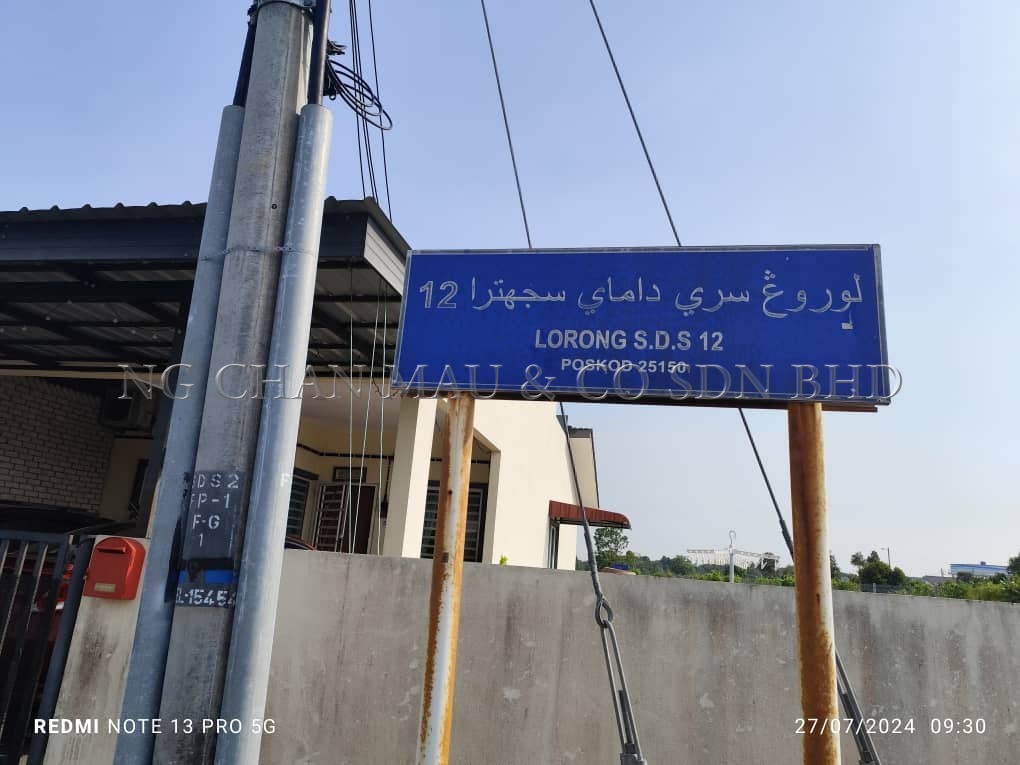 لوروڠ سري داماي سجهترا 12
LORONG S.D.S 12
POSKOD 25150
NG CHAN MAU & CO SDN BHD
DS 2
FP-1
F-G
1
REDMI NOTE 13 PRO 5G
27/07/2024 09:30